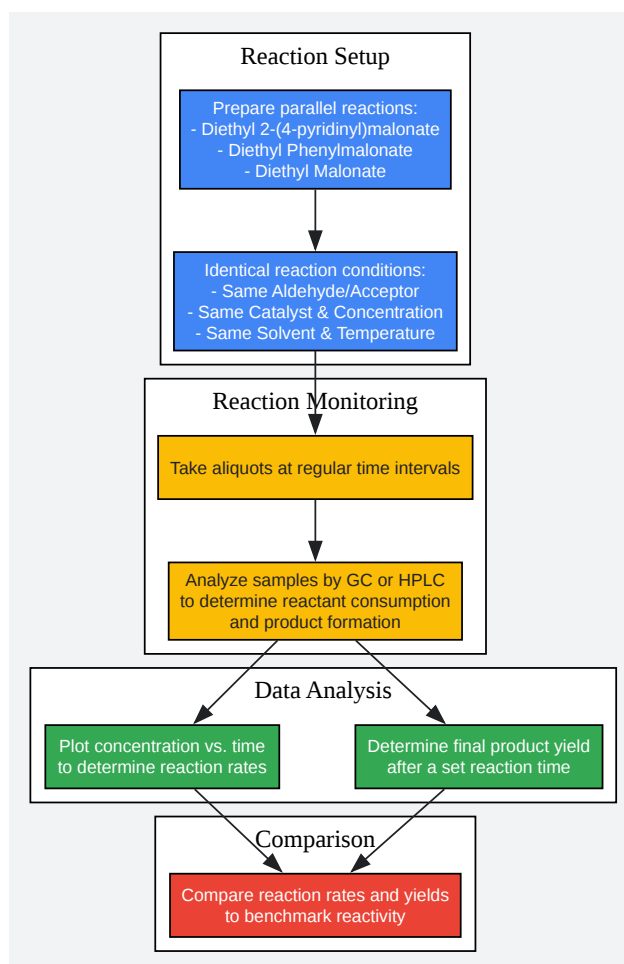 Reaction Setup
Prepare parallel reactions:
- Diethyl 2-(4-pyridinyl)malonate
- Diethyl Phenylmalonate
- Diethyl Malonate
Identical reaction conditions:
- Same Aldehyde/Acceptor
- Same Catalyst & Concentration
- Same Solvent & Temperature
Reaction Monitoring
Take aliquots at regular time intervals
Analyze samples by GC or HPLC
to determine reactant consumption
and product formation
Data Analysis
Plot concentration vs. time
to determine reaction rates
Determine final product yield
after a set reaction time
Comparison
Compare reaction rates and yields
to benchmark reactivity